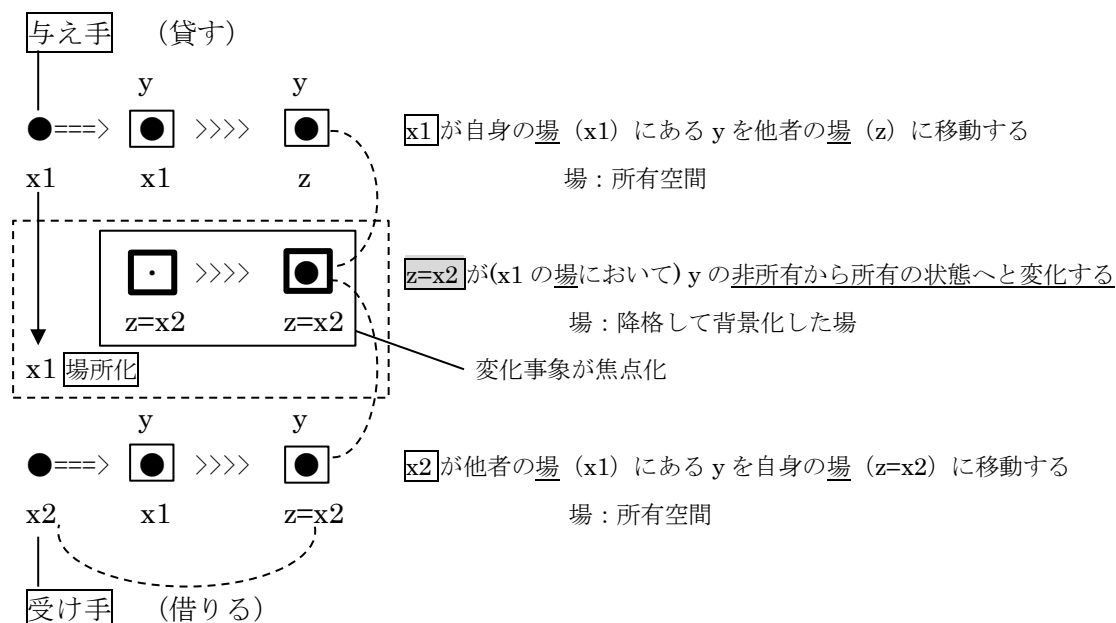 与え手 （貸す）
y y
●===> ● >>>> ● x1が自身の場（x1）にある y を他者の場（z）に移動する
x1 x1 z 場：所有空間
・ >>>> ● z=x2が(x1 の場において) y の非所有から所有の状態へと変化する
z=x2 z=x2 場：降格して背景化した場
x1 場所化 変化事象が焦点化
y y
●===> ● >>>> ● x2が他者の場（x1）にある y を自身の場（z=x2）に移動する
x2 x1 z=x2 場：所有空間
受け手 （借りる）